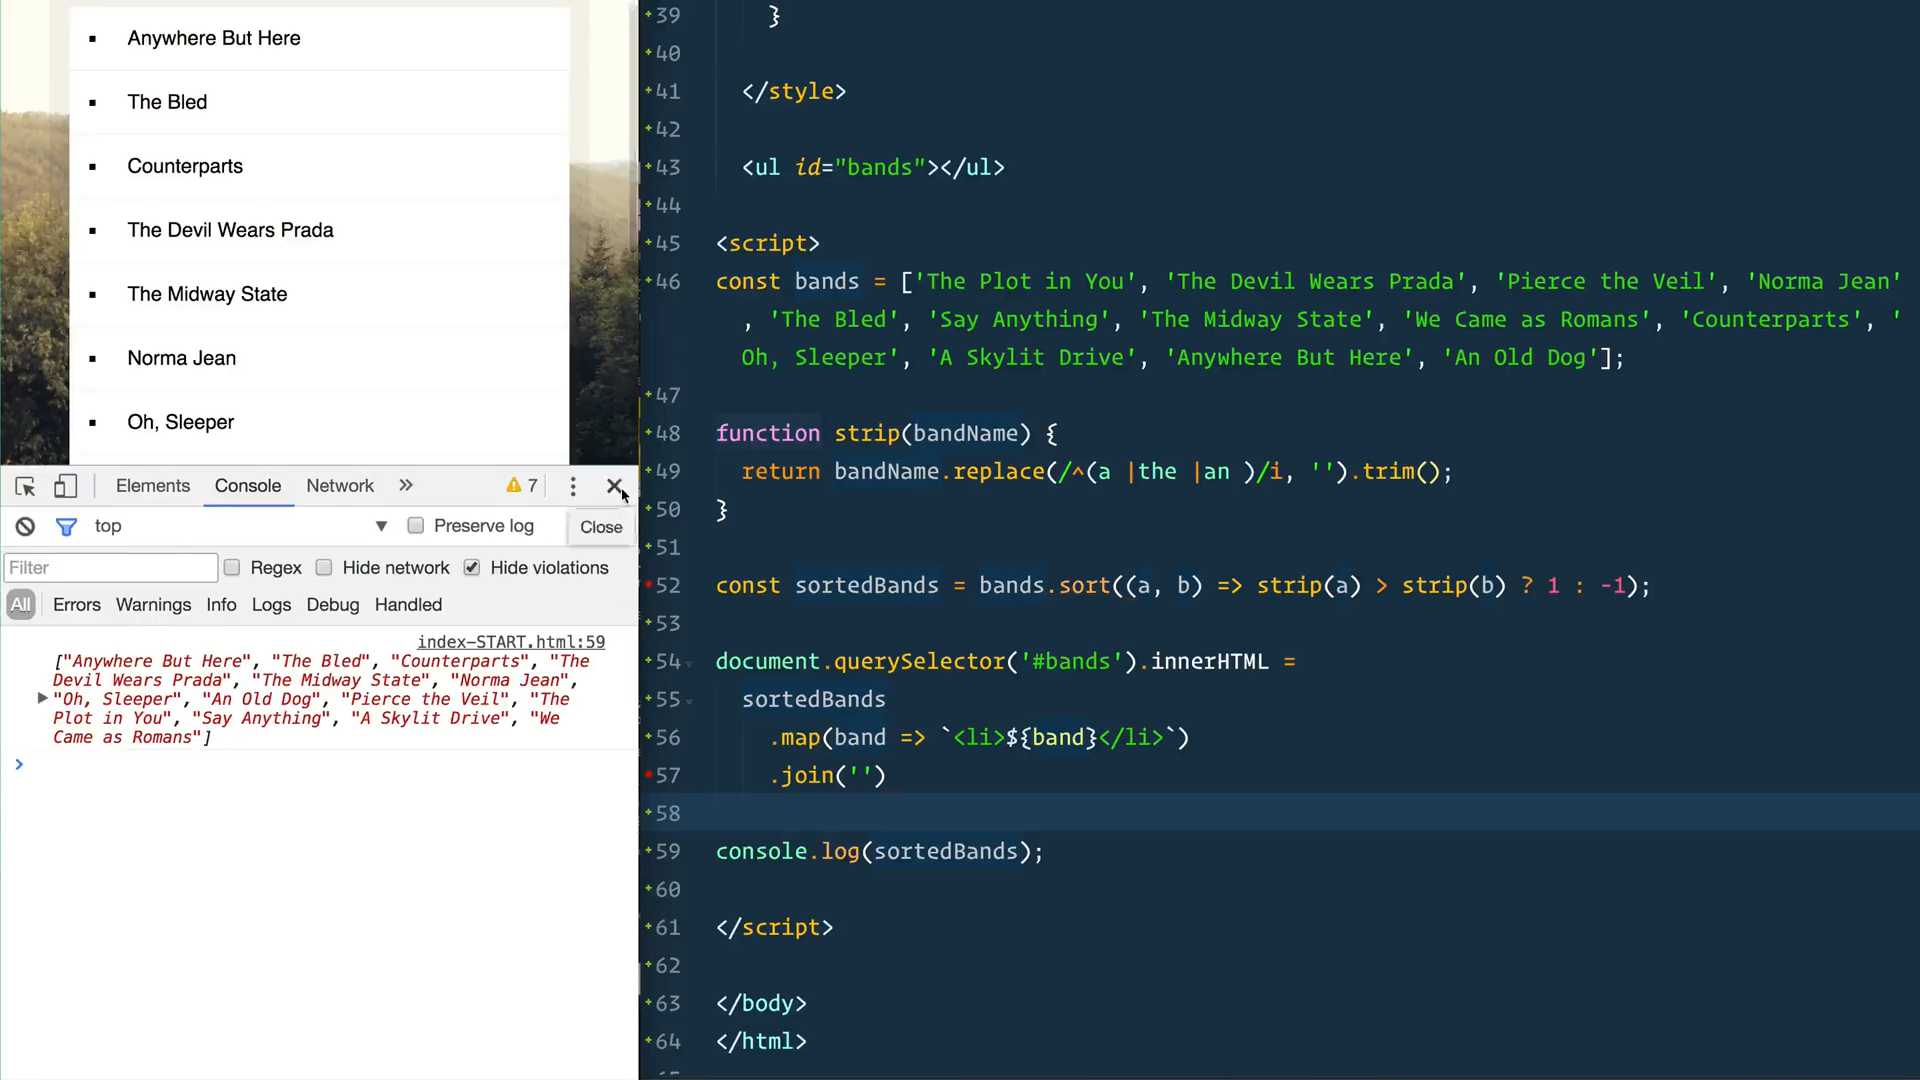 Anywhere But Here
The Bled
Counterparts
The Devil Wears Prada
The Midway State
Norma Jean
Oh, Sleeper
Elements Console Network » 7
Close
top Preserve log
Filter Regex Hide network Hide violations
All Errors Warnings Info Logs Debug Handled
index-START.html:59
["Anywhere But Here", "The Bled", "Counterparts", "The
Devil Wears Prada", "The Midway State", "Norma Jean",
"Oh, Sleeper", "An Old Dog", "Pierce the Veil", "The
Plot in You", "Say Anything", "A Skylit Drive", "We
Came as Romans"]
39 }
40
41 </style>
42
43 <ul id="bands"></ul>
44
45 <script>
46 const bands = ['The Plot in You', 'The Devil Wears Prada', 'Pierce the Veil', 'Norma Jean'
, 'The Bled', 'Say Anything', 'The Midway State', 'We Came as Romans', 'Counterparts', '
Oh, Sleeper', 'A Skylit Drive', 'Anywhere But Here', 'An Old Dog'];
47
48 function strip(bandName) {
49 return bandName.replace(/^(a |the |an )/i, '').trim();
50 }
51
52 const sortedBands = bands.sort((a, b) => strip(a) > strip(b) ? 1 : -1);
53
54 document.querySelector('#bands').innerHTML =
55 sortedBands
56 .map(band => `<li>${band}</li>`)
57 .join('')
58
59 console.log(sortedBands);
60
61 </script>
62
63 </body>
64 </html>